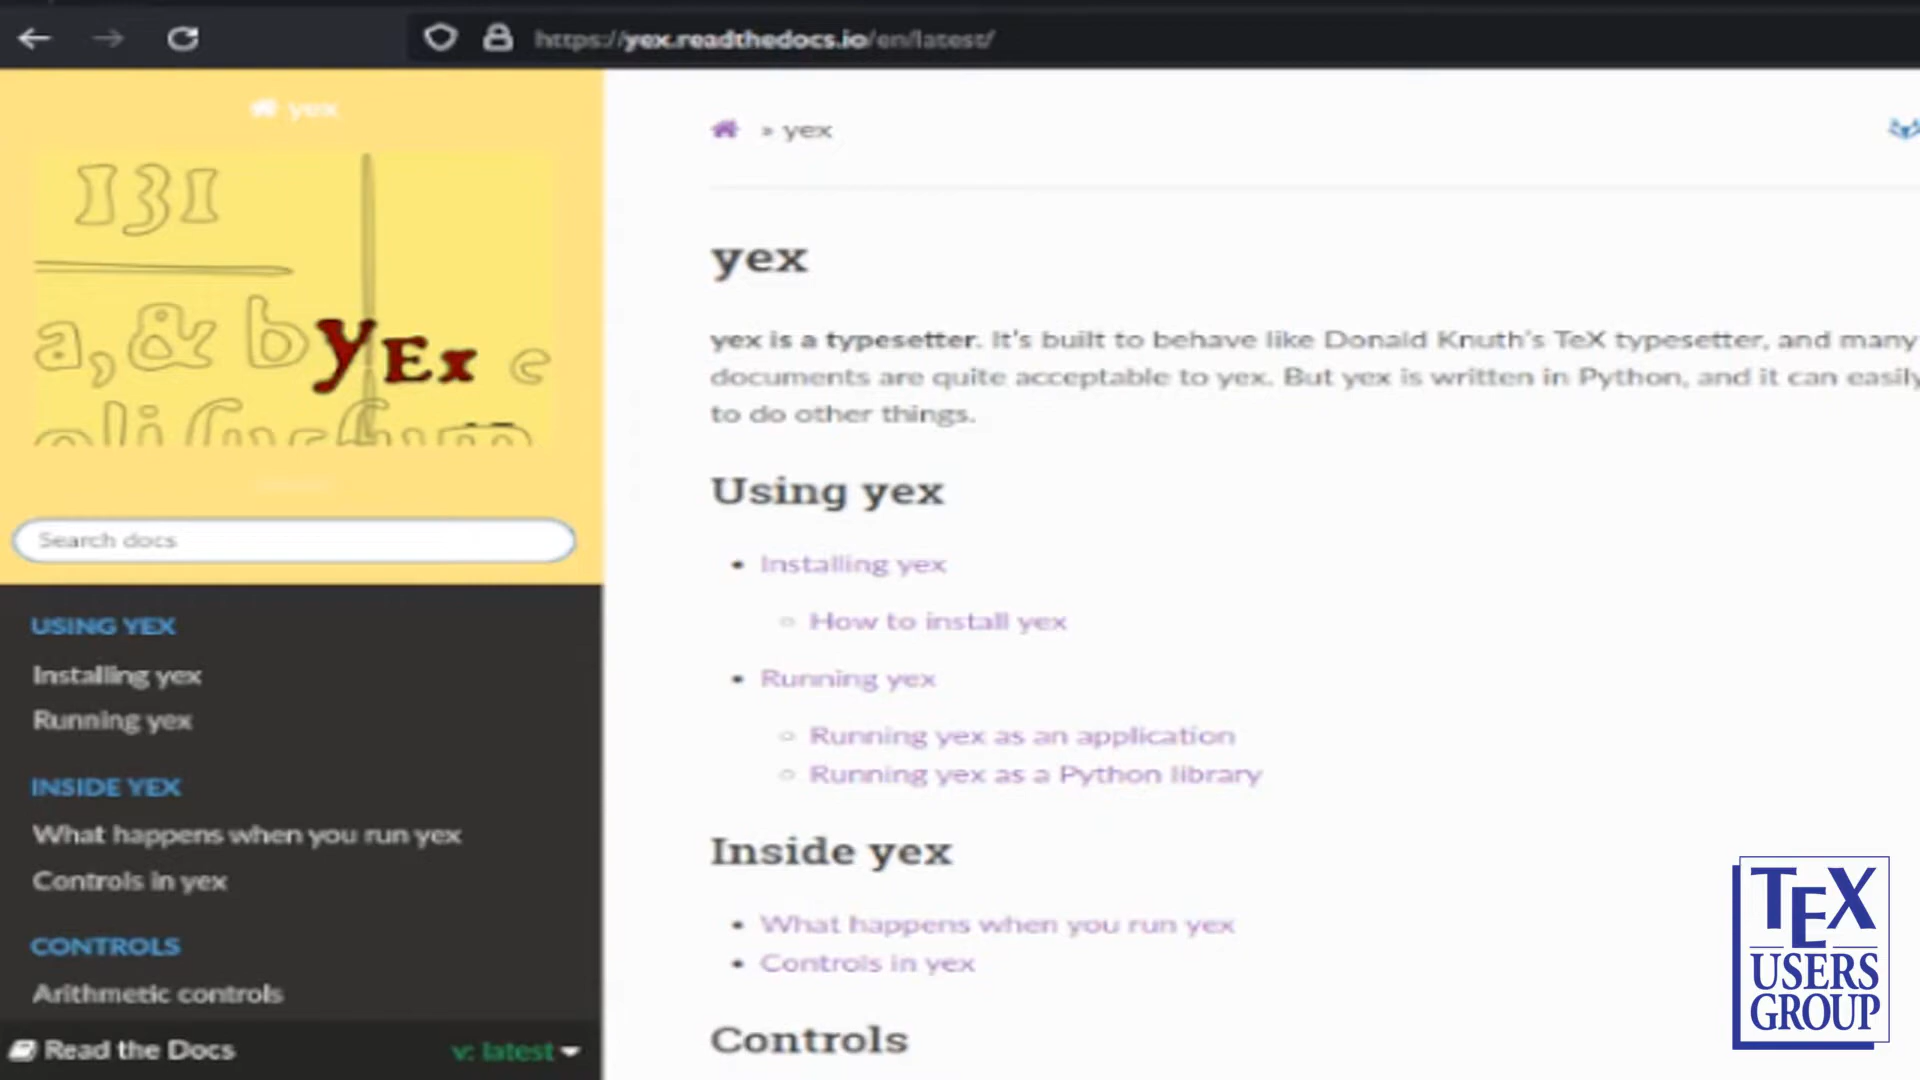 https://yex.readthedocs.io/en/latest/
yex
131
a, & b yEx e
Search docs
USING YEX
Installing yex
Running yex
INSIDE YEX
What happens when you run yex
Controls in yex
CONTROLS
Arithmetic controls
Read the Docs
v: latest
» yex
yex
yex is a typesetter. It's built to behave like Donald Knuth's TeX typesetter, and many
documents are quite acceptable to yex. But yex is written in Python, and it can easily
to do other things.
Using yex
Installing yex
How to install yex
Running yex
Running yex as an application
Running yex as a Python library
Inside yex
What happens when you run yex
Controls in yex
Controls
TEX
USERS
GROUP